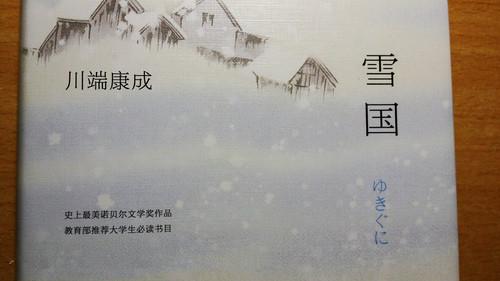 雪国
ゆきぐに
川端康成
史上最美诺贝尔文学奖作品
教育部推荐大学生必读书目